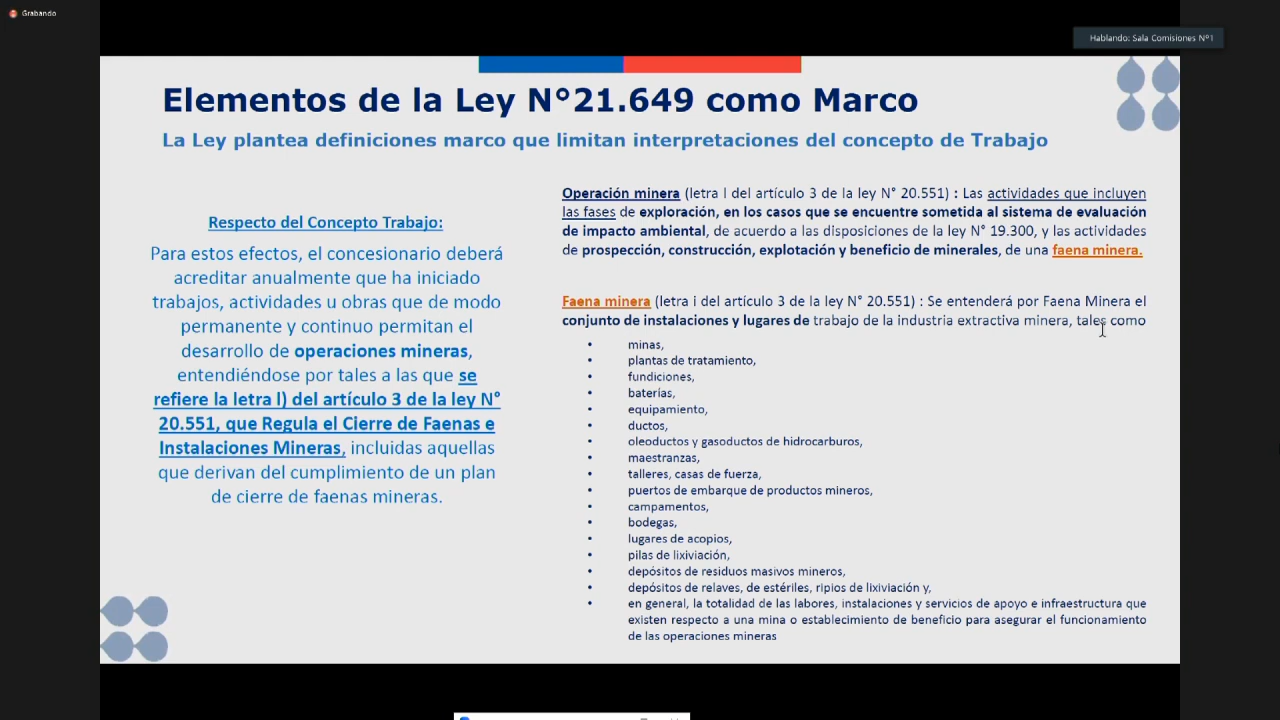 Grabando
Hablando: Sala Comisiones Nº1
Elementos de la Ley N°21.649 como Marco
La Ley plantea definiciones marco que limitan interpretaciones del concepto de Trabajo
Respecto del Concepto Trabajo:
Para estos efectos, el concesionario deberá
acreditar anualmente que ha iniciado
trabajos, actividades u obras que de modo
permanente y continuo permitan el
desarrollo de operaciones mineras,
entendiéndose por tales a las que se
refiere la letra l) del artículo 3 de la ley N°
20.551, que Regula el Cierre de Faenas e
Instalaciones Mineras, incluidas aquellas
que derivan del cumplimiento de un plan
de cierre de faenas mineras.
Operación minera (letra l del artículo 3 de la ley N° 20.551) : Las actividades que incluyen
las fases de exploración, en los casos que se encuentre sometida al sistema de evaluación
de impacto ambiental, de acuerdo a las disposiciones de la ley N° 19.300, y las actividades
de prospección, construcción, explotación y beneficio de minerales, de una faena minera.
Faena minera (letra i del artículo 3 de la ley N° 20.551) : Se entenderá por Faena Minera el
conjunto de instalaciones y lugares de trabajo de la industria extractiva minera, tales como
• minas,
• plantas de tratamiento,
• fundiciones,
• baterías,
• equipamiento,
• ductos,
• oleoductos y gasoductos de hidrocarburos,
• maestranzas,
• talleres, casas de fuerza,
• puertos de embarque de productos mineros,
• campamentos,
• bodegas,
• lugares de acopios,
• pilas de lixiviación,
• depósitos de residuos masivos mineros,
• depósitos de relaves, de estériles, ripios de lixiviación y,
• en general, la totalidad de las labores, instalaciones y servicios de apoyo e infraestructura que
existen respecto a una mina o establecimiento de beneficio para asegurar el funcionamiento
de las operaciones mineras